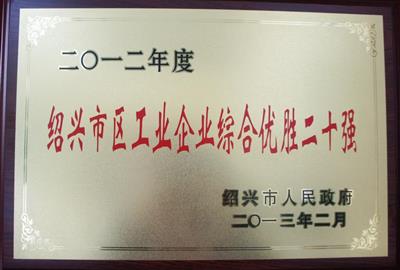 二〇一二年度
绍兴市区工业企业综合优胜二十强
绍兴市人民政府
二〇一三年二月